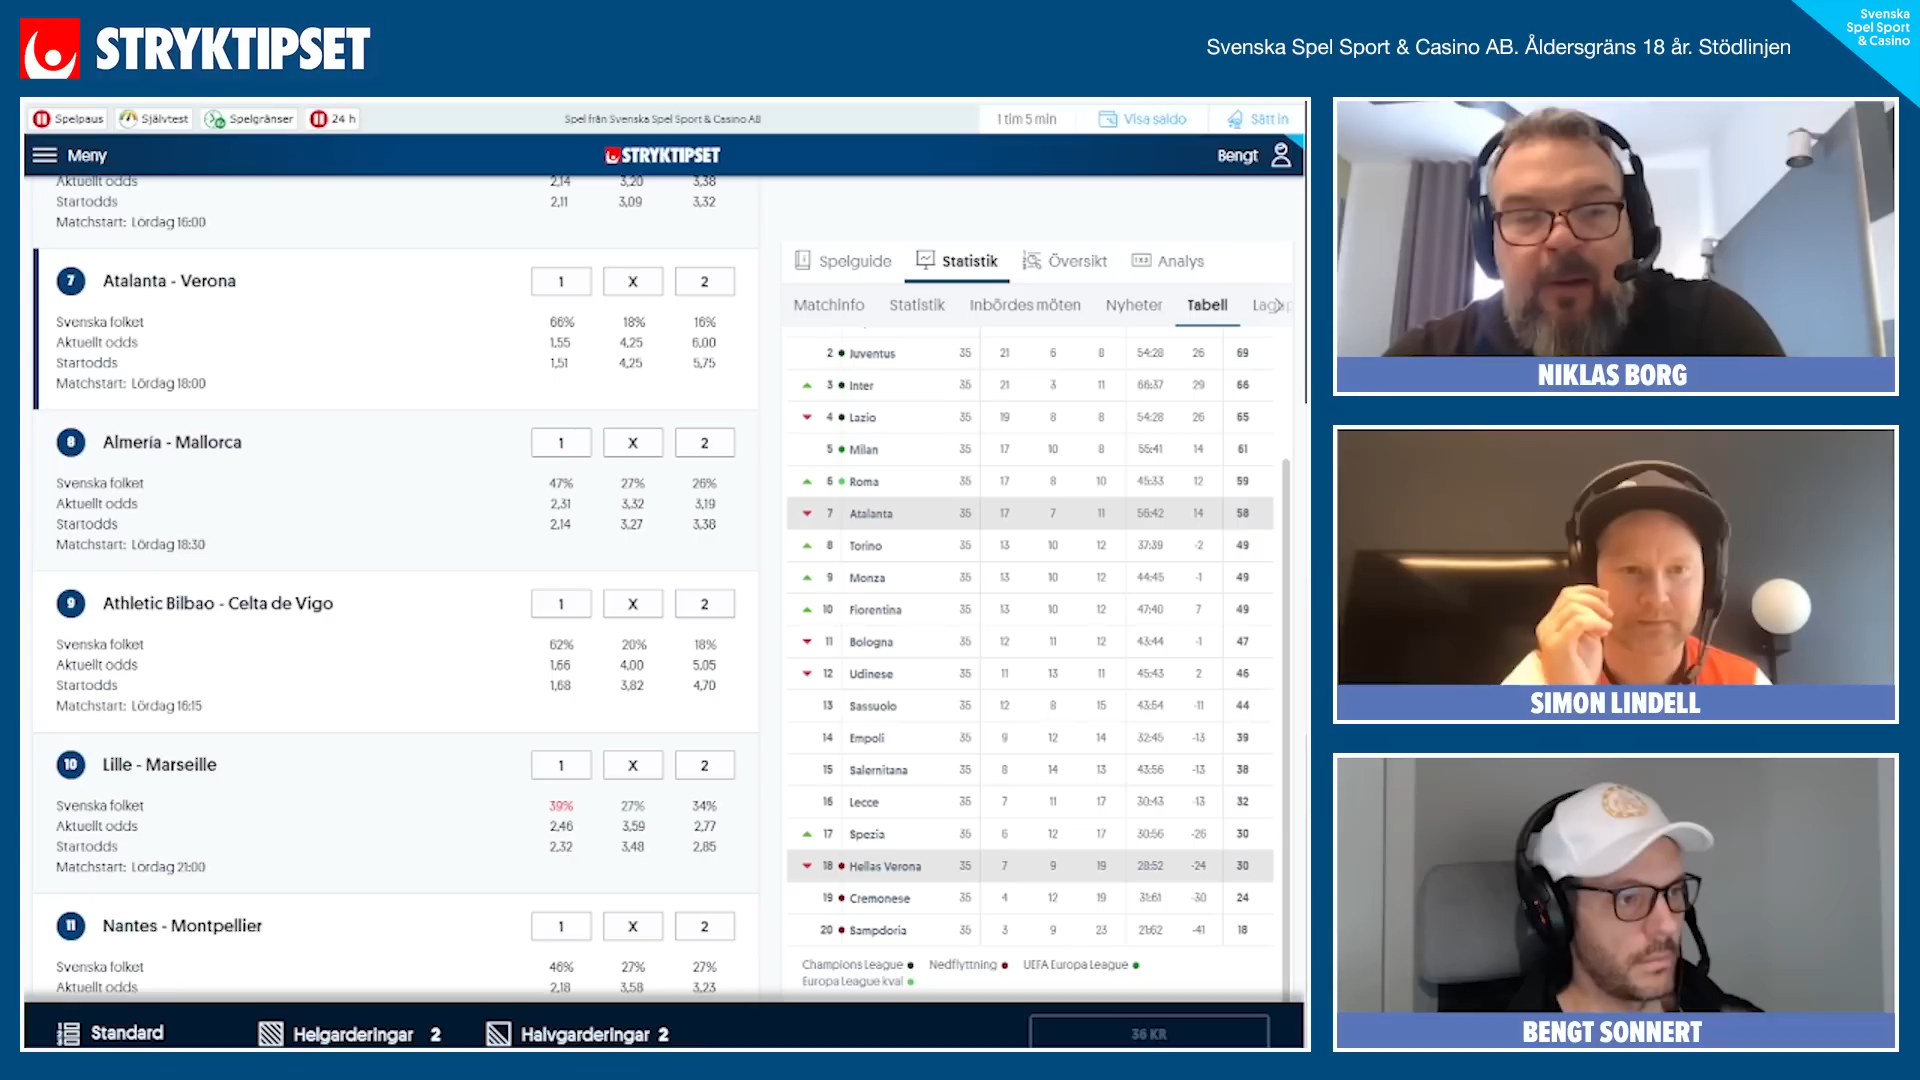 STRYKTIPSET
Svenska Spel Sport & Casino AB. Åldersgräns 18 år. Stödlinjen
Svenska
Spel Sport
& Casino
Spelpaus Självtest Spelgränser 24 h
Spel från Svenska Spel Sport & Casino AB
1 tim 5 min Visa saldo Sätt in
Meny STRYKTIPSET Bengt
Aktuellt odds 2,14 3,20 3,38
Startodds 2,11 3,09 3,32
Matchstart: Lördag 16:00
7 Atalanta - Verona 1 X 2
Svenska folket 66% 18% 16%
Aktuellt odds 1,55 4,25 6,00
Startodds 1,51 4,25 5,75
Matchstart: Lördag 18:00
8 Almería - Mallorca 1 X 2
Svenska folket 47% 27% 26%
Aktuellt odds 2,31 3,32 3,19
Startodds 2,14 3,27 3,38
Matchstart: Lördag 18:30
9 Athletic Bilbao - Celta de Vigo 1 X 2
Svenska folket 62% 20% 18%
Aktuellt odds 1,66 4,00 5,05
Startodds 1,68 3,82 4,70
Matchstart: Lördag 16:15
10 Lille - Marseille 1 X 2
Svenska folket 39% 27% 34%
Aktuellt odds 2,46 3,59 2,77
Startodds 2,32 3,48 2,85
Matchstart: Lördag 21:00
11 Nantes - Montpellier 1 X 2
Svenska folket 46% 27% 27%
Aktuellt odds 2,18 3,58 3,23
Spelguide Statistik Översikt Analys
Matchinfo Statistik Inbördes möten Nyheter Tabell
2 Juventus 35 21 6 8 54:28 26 69
3 Inter 35 21 3 11 66:37 29 66
4 Lazio 35 19 8 8 54:28 26 65
5 Milan 35 17 10 8 55:41 14 61
6 Roma 35 17 8 10 45:33 12 59
7 Atalanta 35 17 7 11 56:42 14 58
8 Torino 35 13 10 12 37:39 -2 49
9 Monza 35 13 10 12 44:45 -1 49
10 Fiorentina 35 13 10 12 47:40 7 49
11 Bologna 35 12 11 12 43:44 -1 47
12 Udinese 35 11 13 11 45:43 2 46
13 Sassuolo 35 12 8 15 43:54 -11 44
14 Empoli 35 9 12 14 32:45 -13 39
15 Salernitana 35 8 14 13 43:56 -13 38
16 Lecce 35 7 11 17 30:43 -13 32
17 Spezia 35 6 12 17 30:56 -26 30
18 Hellas Verona 35 7 9 19 28:52 -24 30
19 Cremonese 35 4 12 19 31:61 -30 24
20 Sampdoria 35 3 9 23 21:62 -41 18
Champions League Nedflyttning UEFA Europa League
Europa League kval
Standard Helgarderingar 2 Halvgarderingar 2 36 KR
NIKLAS BORG
SIMON LINDELL
BENGT SONNERT